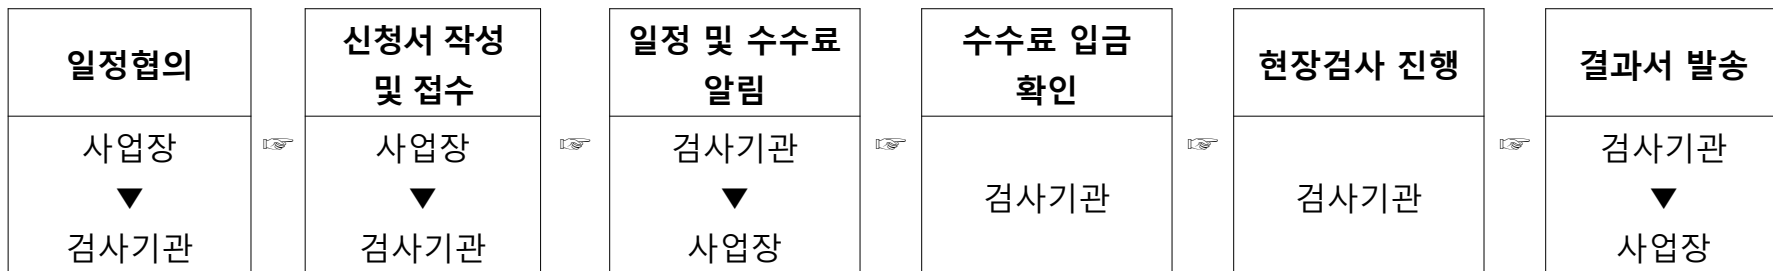 일정협의
신청서 작성
및 접수
일정 및 수수료
알림
수수료 입금
확인
현장검사 진행
결과서 발송
사업장
▼
검사기관
☞
사업장
▼
검사기관
☞
검사기관
▼
사업장
☞
검사기관
☞
검사기관
☞
검사기관
▼
사업장